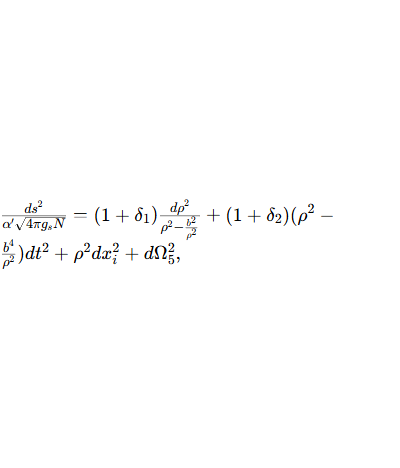 \frac{ds^2}{\alpha'\sqrt{4\pi g_s N}} = (1 + \delta_1)\frac{d\rho^2}{\rho^2 - \frac{b^2}{\rho^2}} + (1 + \delta_2)(\rho^2 -
\frac{b^4}{\rho^2})dt^2 + \rho^2 dx_i^2 + d\Omega_5^2,